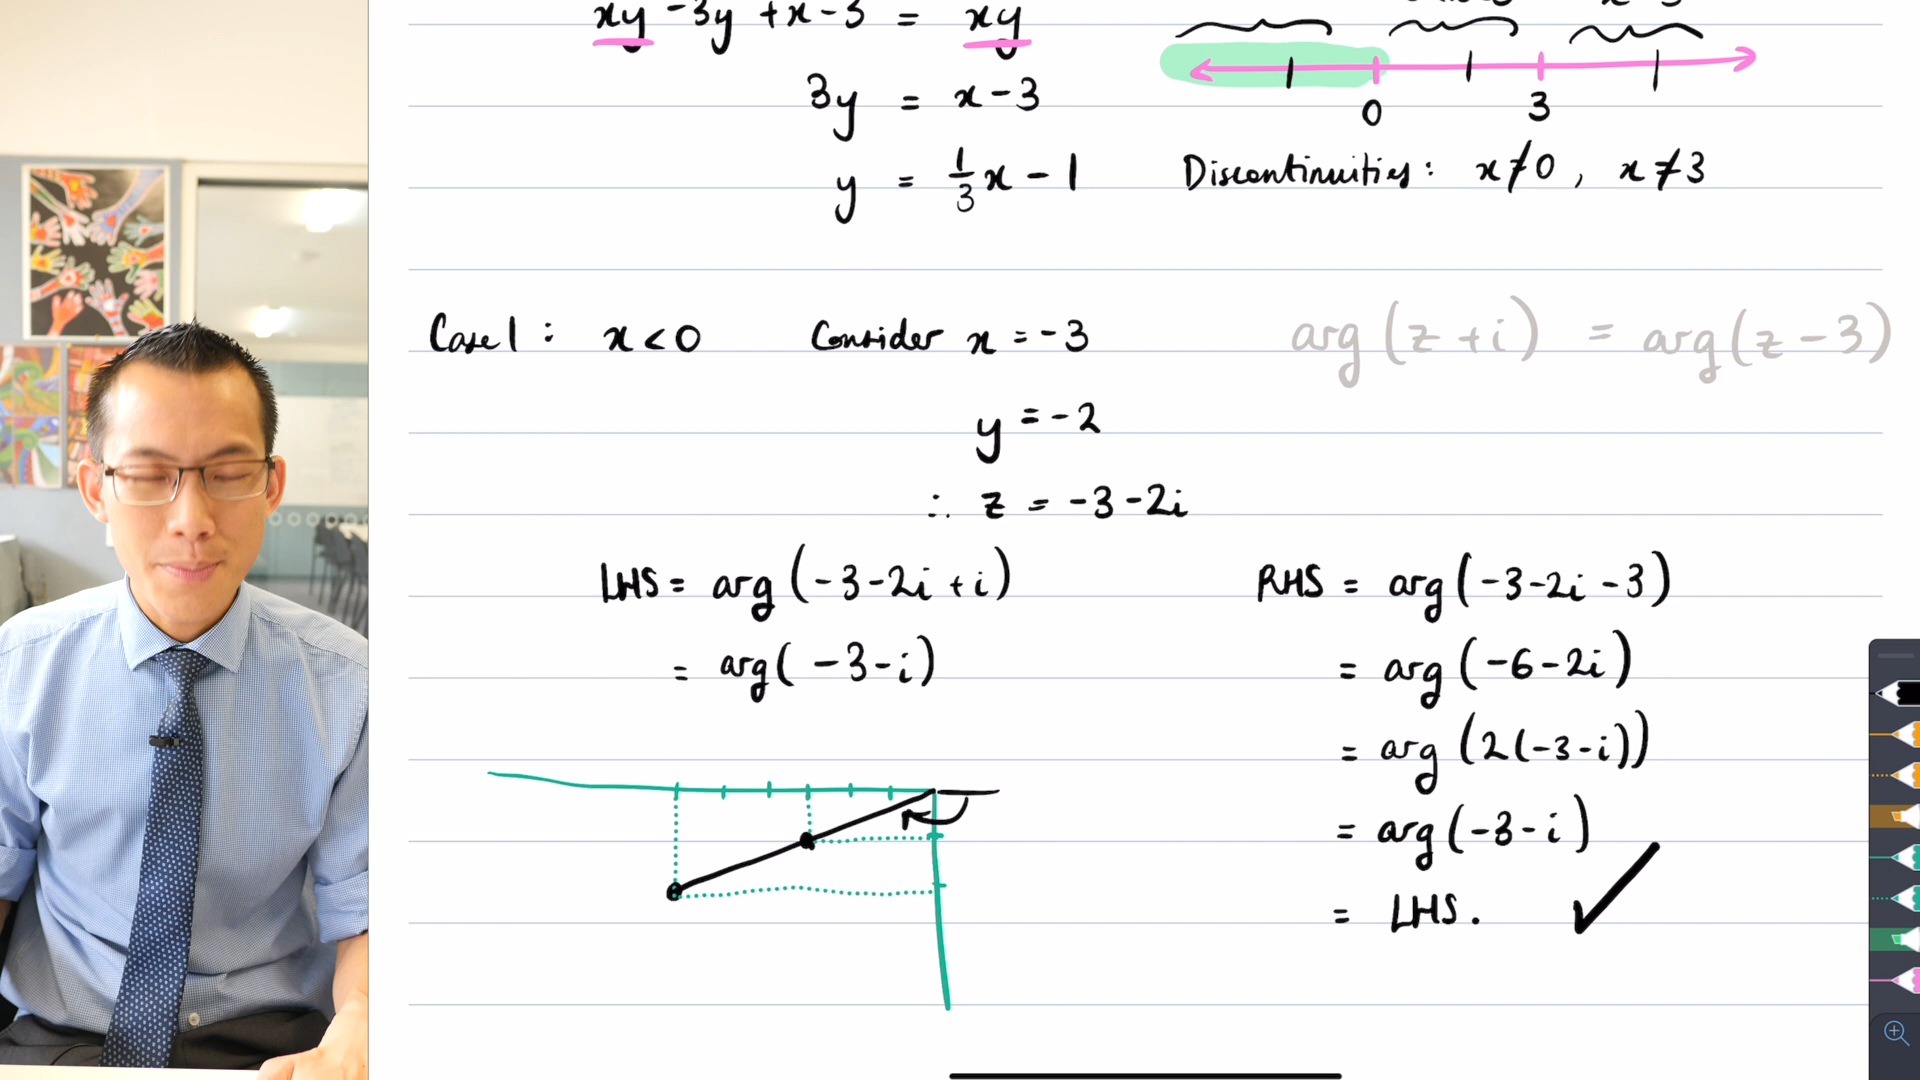 xy - 3y + x - 3 = xy
3y = x - 3
y = 1/3 x - 1
0 3
Discontinuities: x ≠ 0, x ≠ 3
Case 1: x < 0 Consider x = -3
arg(z + i) = arg(z - 3)
y = -2
∴ z = -3 - 2i
LHS = arg(-3 - 2i + i)
= arg(-3 - i)
RHS = arg(-3 - 2i - 3)
= arg(-6 - 2i)
= arg(2(-3 - i))
= arg(-3 - i)
= LHS.